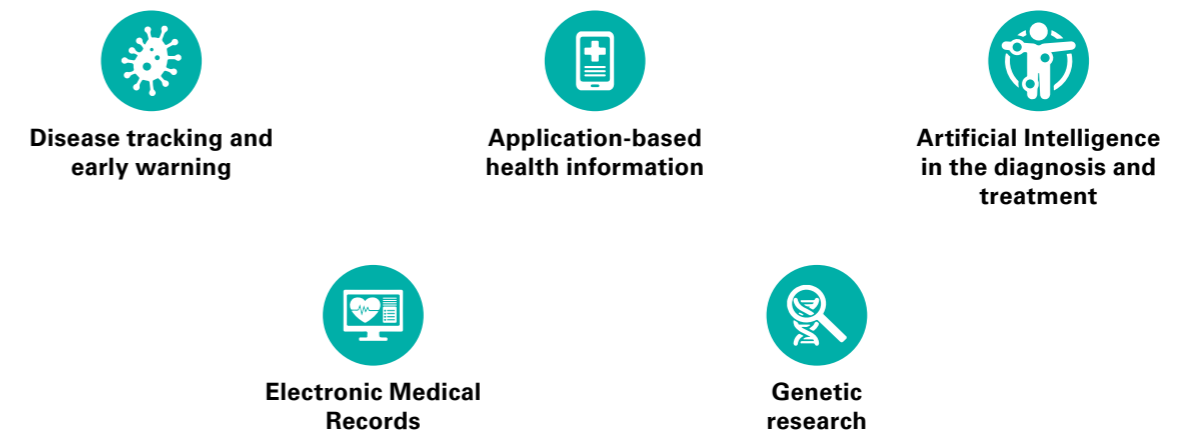 Disease tracking and
early warning
Application-based
health information
Artificial Intelligence
in the diagnosis and
treatment
Electronic Medical
Records
Genetic
research